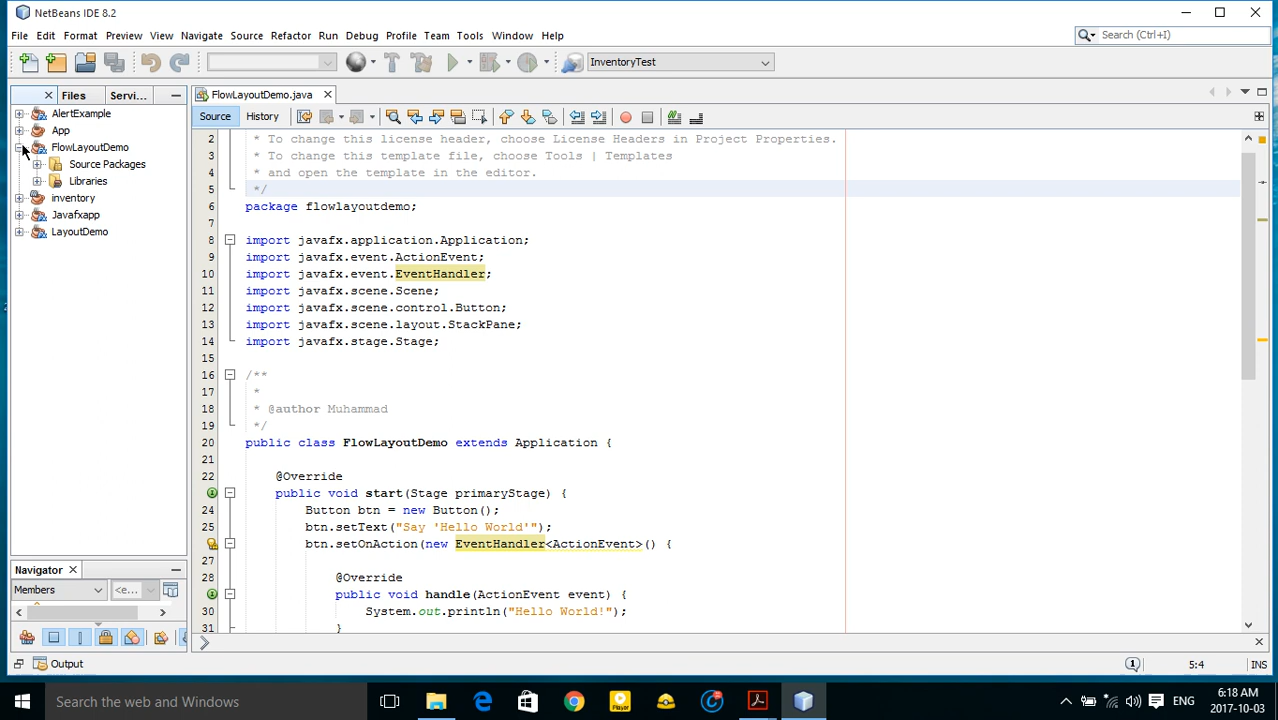 NetBeans IDE 8.2
File Edit Format Preview View Navigate Source Refactor Run Debug Profile Team Tools Window Help
Search (Ctrl+I)
InventoryTest
Files Servi...
FlowLayoutDemo.java
Source History
AlertExample
App
FlowLayoutDemo
Source Packages
Libraries
inventory
Javafxapp
LayoutDemo
2 * To change this license header, choose License Headers in Project Properties.
3 * To change this template file, choose Tools | Templates
4 * and open the template in the editor.
5 */
6 package flowlayoutdemo;
7
8 import javafx.application.Application;
9 import javafx.event.ActionEvent;
10 import javafx.event.EventHandler;
11 import javafx.scene.Scene;
12 import javafx.scene.control.Button;
13 import javafx.scene.layout.StackPane;
14 import javafx.stage.Stage;
15
16 /**
17 *
18 * @author Muhammad
19 */
20 public class FlowLayoutDemo extends Application {
21
22 @Override
public void start(Stage primaryStage) {
24 Button btn = new Button();
25 btn.setText("Say 'Hello World'");
btn.setOnAction(new EventHandler<ActionEvent>() {
27
28 @Override
public void handle(ActionEvent event) {
30 System.out.println("Hello World!");
31 }
Navigator
Members <e...
Output
1 5:4 INS
Search the web and Windows
Player
ENG
6:18 AM
2017-10-03